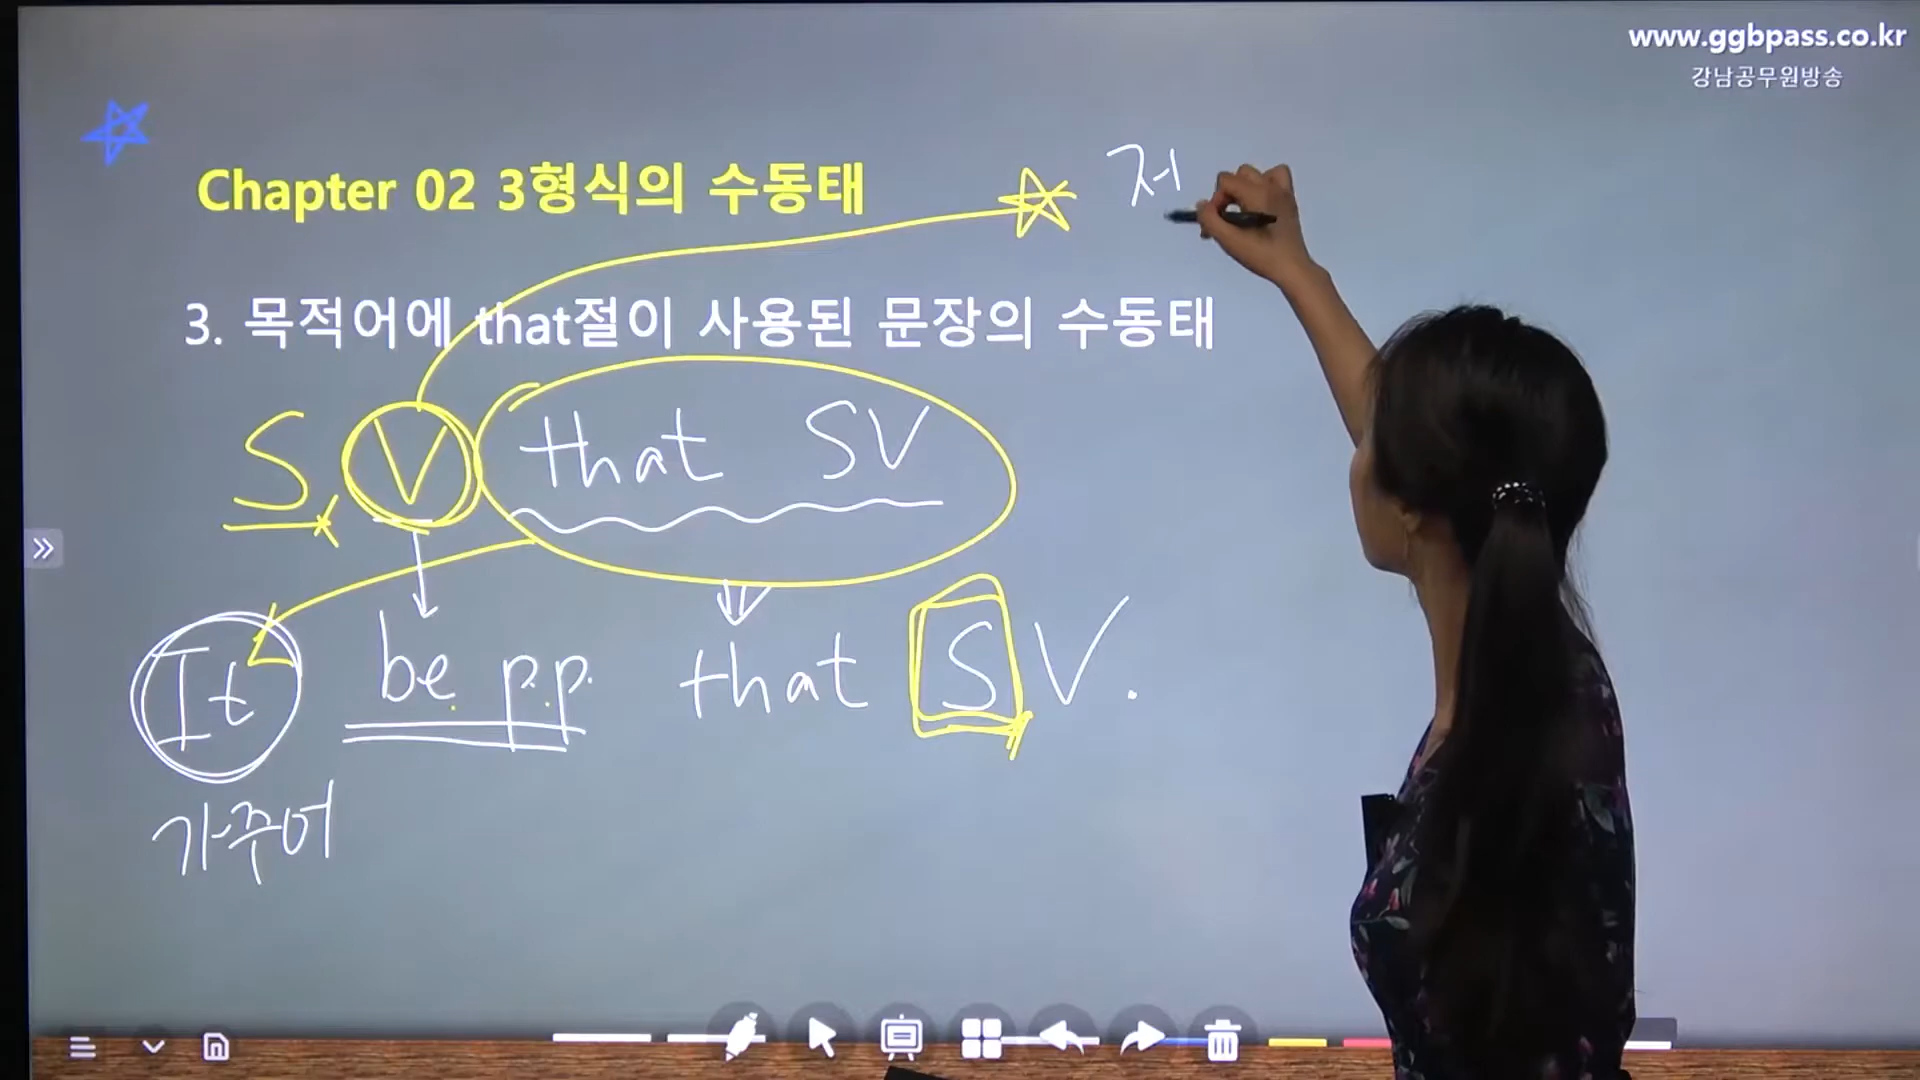 www.ggbpass.co.kr
강남공무원방송
Chapter 02 3형식의 수동태
저
3. 목적어에 that절이 사용된 문장의 수동태
S V that SV
It be p.p. that S V.
가주어